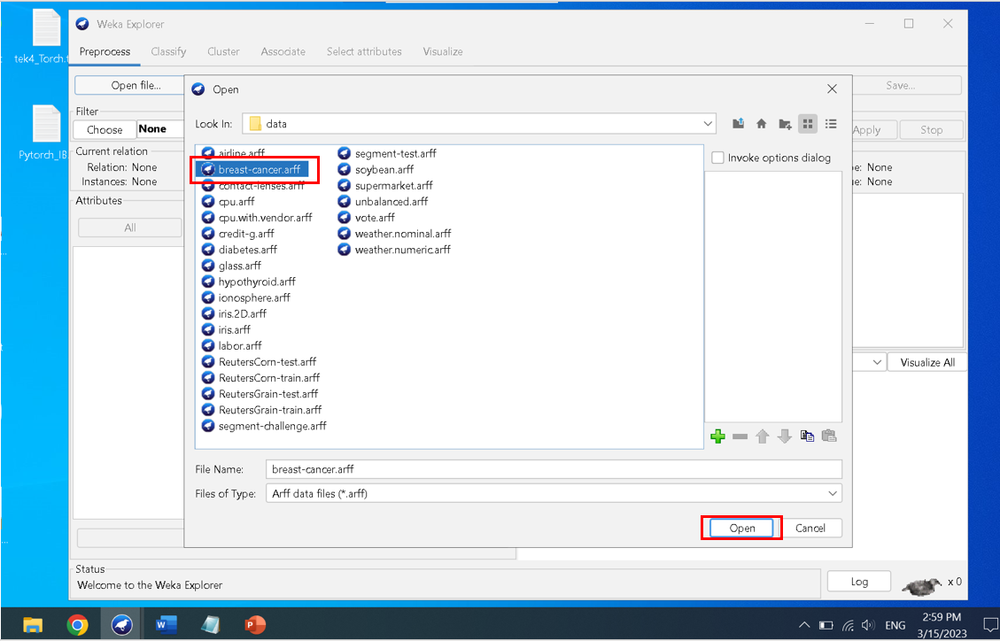 tek4_Torch.t
Pytorch_IB
Weka Explorer
Preprocess Classify Cluster Associate Select attributes Visualize
Open file...
Save...
Filter
Choose None
Apply Stop
Current relation
Relation: None
Instances: None
pe: None
ue: None
Attributes
All
Visualize All
Open
Look In: data
airline.arff
breast-cancer.arff
contact-lenses.arff
cpu.arff
cpu.with.vendor.arff
credit-g.arff
diabetes.arff
glass.arff
hypothyroid.arff
ionosphere.arff
iris.2D.arff
iris.arff
labor.arff
ReutersCorn-test.arff
ReutersCorn-train.arff
ReutersGrain-test.arff
ReutersGrain-train.arff
segment-challenge.arff
segment-test.arff
soybean.arff
supermarket.arff
unbalanced.arff
vote.arff
weather.nominal.arff
weather.numeric.arff
Invoke options dialog
File Name: breast-cancer.arff
Files of Type: Arff data files (*.arff)
Open Cancel
Status
Welcome to the Weka Explorer
Log x 0
ENG
2:59 PM
3/15/2023